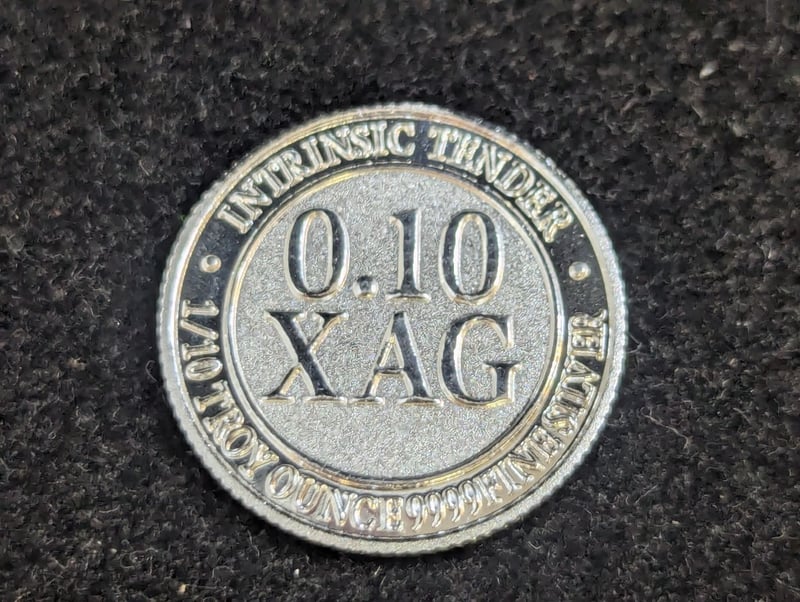 INTRINSIC TENDER
0.10
XAG
1/10 TROY OUNCE 9999 FINE SILVER